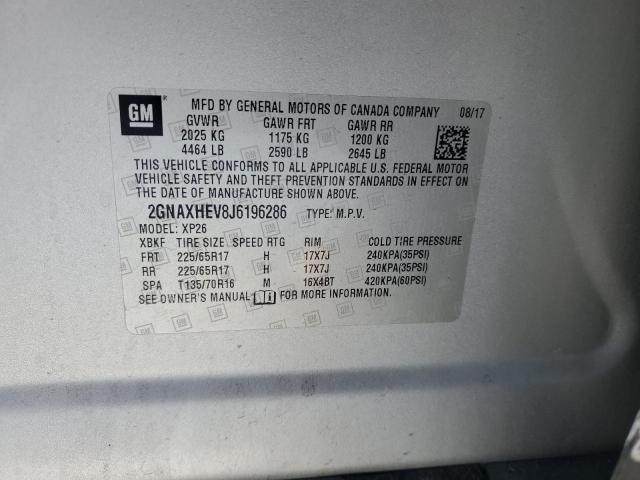 GM
MFD BY GENERAL MOTORS OF CANADA COMPANY 08/17
GVWR GAWR FRT GAWR RR
2025 KG 1175 KG 1200 KG
4464 LB 2590 LB 2645 LB
THIS VEHICLE CONFORMS TO ALL APPLICABLE U.S. FEDERAL MOTOR
VEHICLE SAFETY AND THEFT PREVENTION STANDARDS IN EFFECT ON
THE DATE OF MANUFACTURE SHOWN ABOVE.
2GNAXHEV8J6196286 TYPE: M.P.V.
MODEL: XP26
XBKF TIRE SIZE SPEED RTG RIM COLD TIRE PRESSURE
FRT 225/65R17 H 17X7J 240KPA(35PSI)
RR 225/65R17 H 17X7J 240KPA(35PSI)
SPA T135/70R16 M 16X4BT 420KPA(60PSI)
SEE OWNER'S MANUAL FOR MORE INFORMATION.